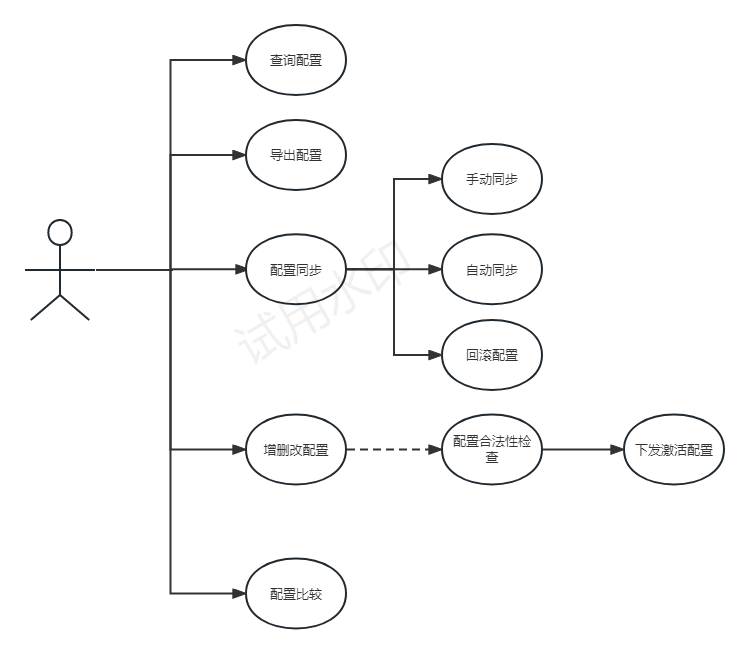 查询配置
导出配置
手动同步
配置同步
自动同步
试用水印
回滚配置
增删改配置
配置合法性检
查
下发激活配置
配置比较